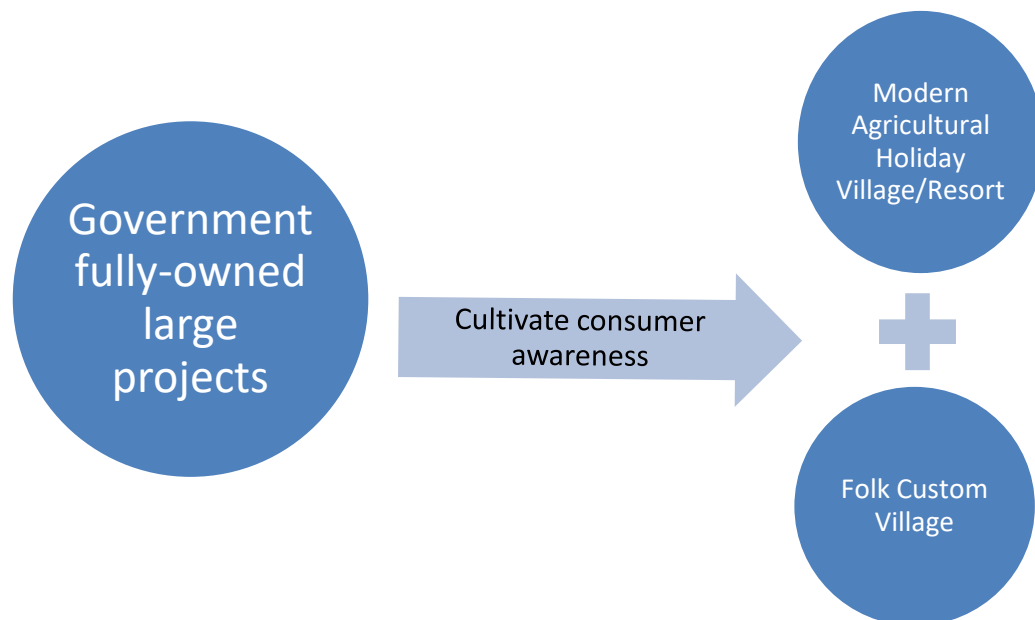 Government
fully-owned
large
projects
Cultivate consumer
awareness
Modern
Agricultural
Holiday
Village/Resort
Folk Custom
Village